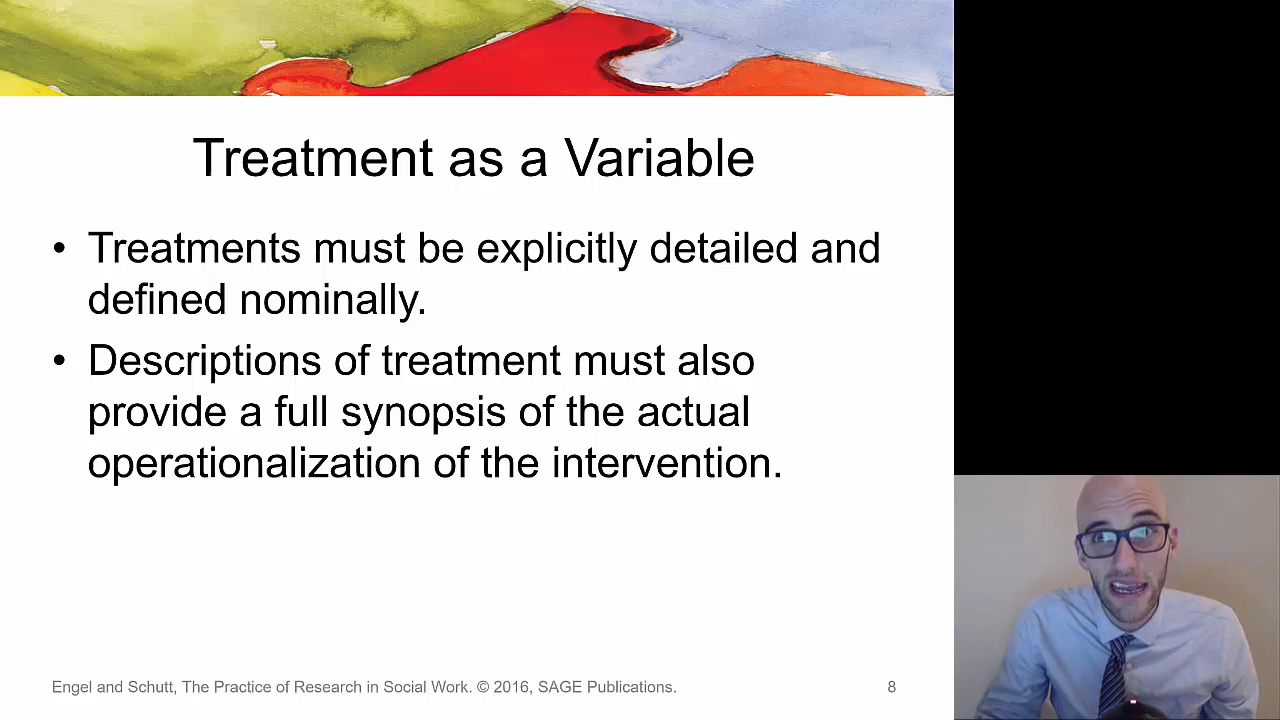 Treatment as a Variable
• Treatments must be explicitly detailed and
defined nominally.
• Descriptions of treatment must also
provide a full synopsis of the actual
operationalization of the intervention.
Engel and Schutt, The Practice of Research in Social Work. © 2016, SAGE Publications.
8